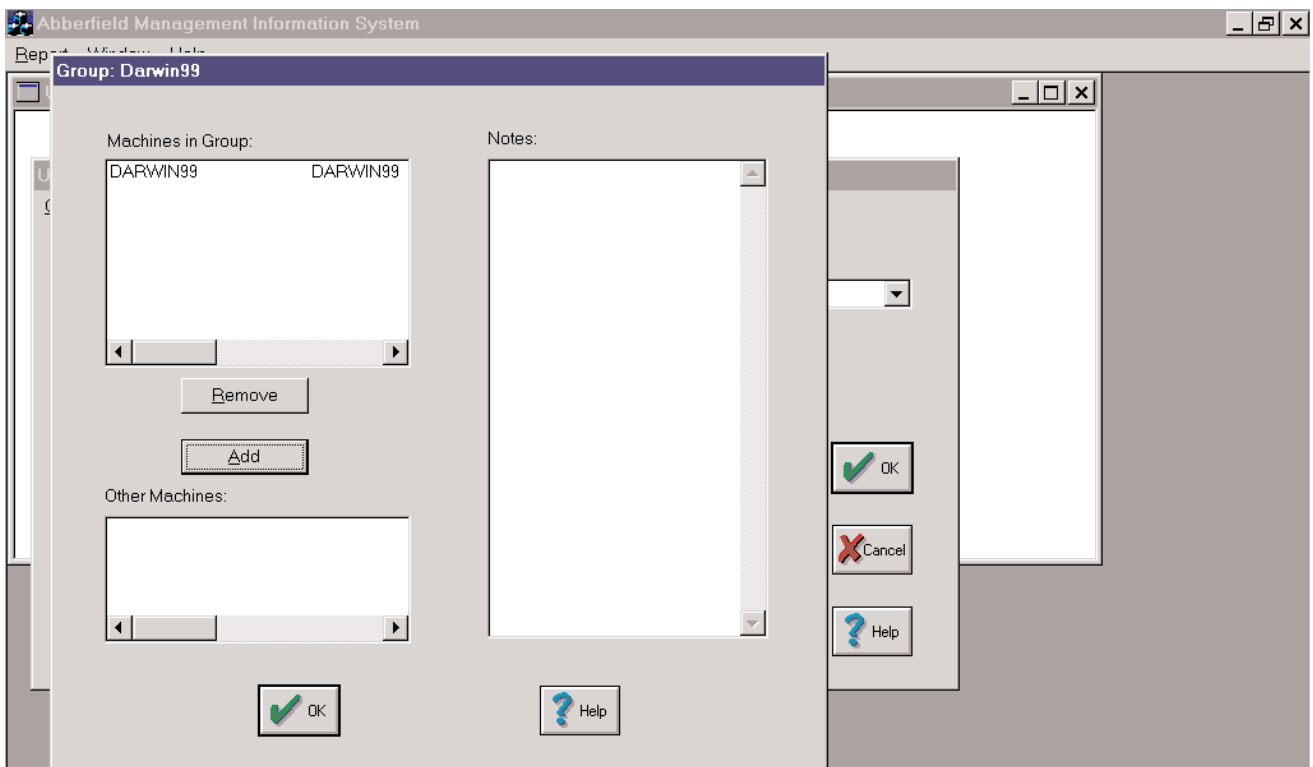 Abberfield Management Information System
Group: Darwin99
Machines in Group:
DARWIN99 DARWIN99
Remove
Add
Other Machines:
Notes:
OK
Help
OK
Cancel
Help